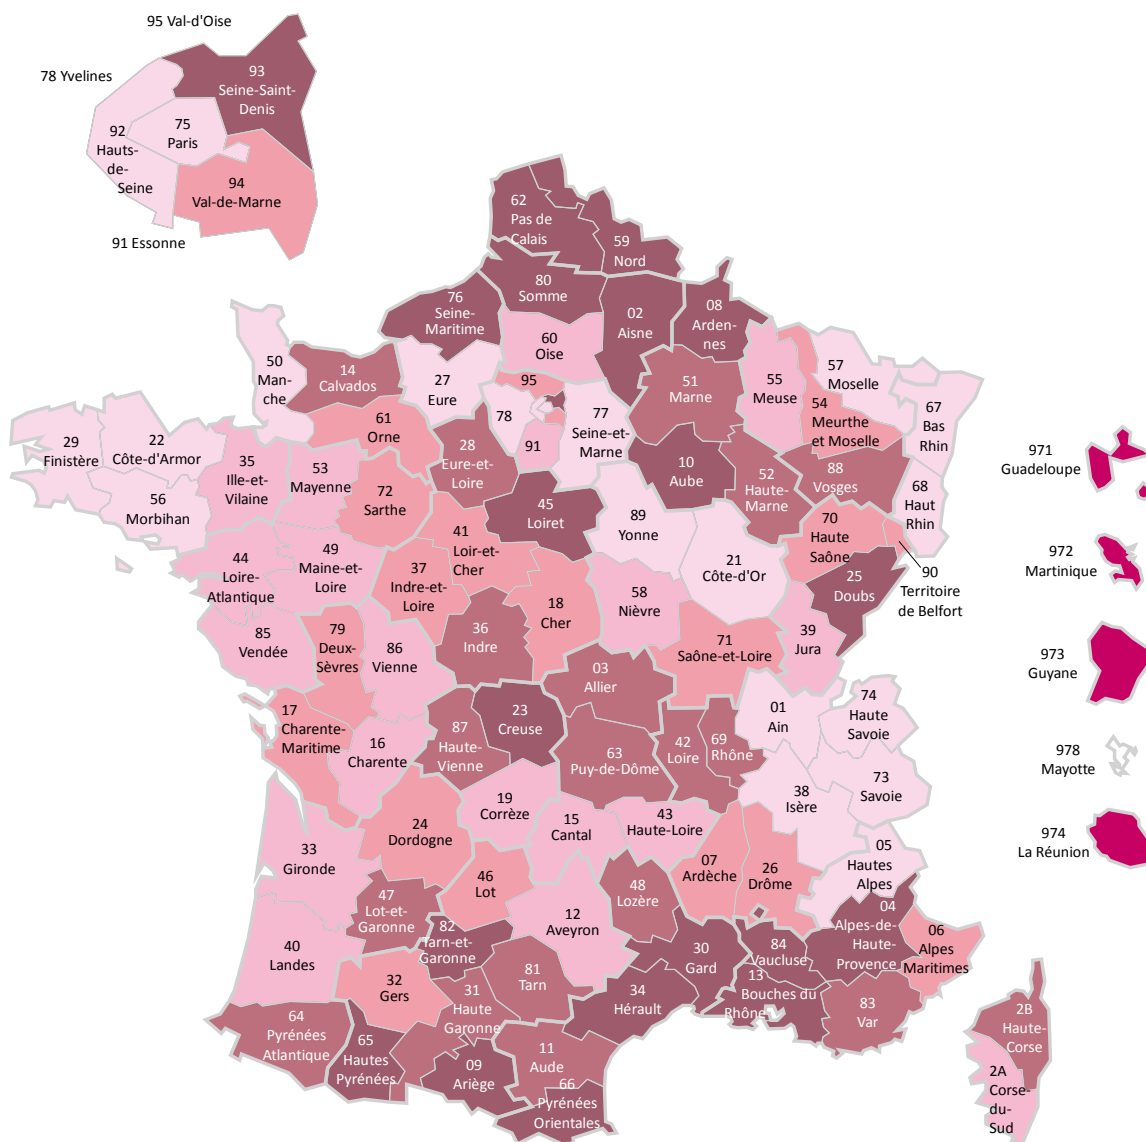 95 Val-d'Oise
78 Yvelines
93
Seine-Saint-
Denis
75
Paris
92
Hauts-
de-
Seine
94
Val-de-Marne
91 Essonne
62
Pas de
Calais
59
Nord
80
Somme
76
Seine-
Maritime
02
Aisne
08
Arden-
nes
60
Oise
50
Man-
che
14
Calvados
27
Eure
95
78
91
77
Seine-et-
Marne
51
Marne
55
Meuse
57
Moselle
54
Meurthe
et Moselle
67
Bas
Rhin
61
Orne
29
Finistère
22
Côte-d'Armor
35
Ille-et-
Vilaine
53
Mayenne
56
Morbihan
72
Sarthe
28
Eure-et-
Loire
10
Aube
52
Haute-
Marne
88
Vosges
68
Haut
Rhin
45
Loiret
89
Yonne
70
Haute
Saône
41
Loir-et-
Cher
21
Côte-d'Or
25
Doubs
90
Territoire
de Belfort
44
Loire-
Atlantique
49
Maine-et-
Loire
37
Indre-et-
Loire
18
Cher
58
Nièvre
85
Vendée
79
Deux-
Sèvres
86
Vienne
36
Indre
71
Saône-et-Loire
39
Jura
03
Allier
17
Charente-
Maritime
16
Charente
87
Haute-
Vienne
23
Creuse
63
Puy-de-Dôme
42
Loire
69
Rhône
01
Ain
74
Haute
Savoie
73
Savoie
38
Isère
19
Corrèze
15
Cantal
43
Haute-Loire
24
Dordogne
33
Gironde
46
Lot
07
Ardèche
26
Drôme
05
Hautes
Alpes
47
Lot-et-
Garonne
48
Lozère
12
Aveyron
82
Tarn-et-
Garonne
04
Alpes-de-
Haute-
Provence
06
Alpes
Maritimes
40
Landes
32
Gers
81
Tarn
30
Gard
84
Vaucluse
13
Bouches du
Rhône
34
Hérault
31
Haute
Garonne
83
Var
64
Pyrénées
Atlantique
65
Hautes
Pyrénées
09
Ariège
11
Aude
66
Pyrénées
Orientales
2B
Haute-
Corse
2A
Corse-
du-
Sud
971
Guadeloupe
972
Martinique
973
Guyane
978
Mayotte
974
La Réunion